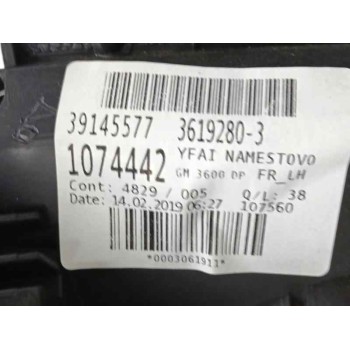 39145577 3619280-3
1074442 YFAI NAMESTOVO
GM 3600 DP FR_LH
Cont: 4829 / 005 Q/L: 38
Date: 14.02.2019 06:27 107560
*0003061911*